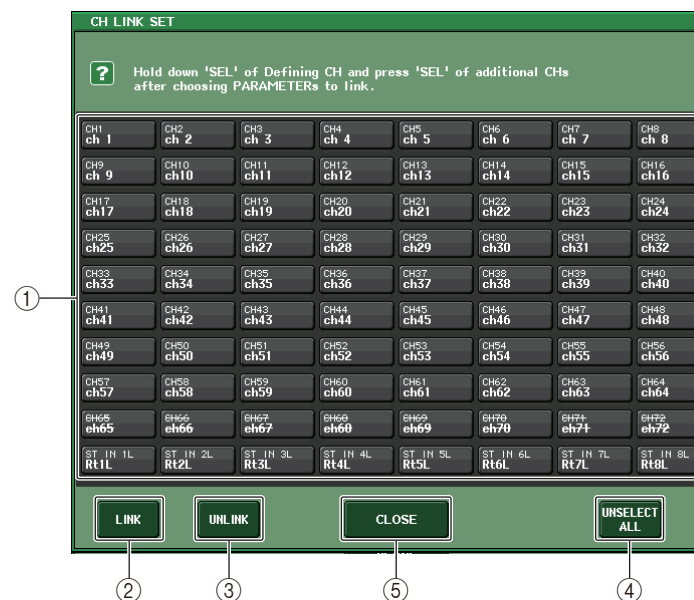 CH LINK SET
? Hold down 'SEL' of Defining CH and press 'SEL' of additional CHs
after choosing PARAMETERs to link.
CH1 CH2 CH3 CH4 CH5 CH6 CH7 CH8
ch 1 ch 2 ch 3 ch 4 ch 5 ch 6 ch 7 ch 8
CH9 CH10 CH11 CH12 CH13 CH14 CH15 CH16
ch 9 ch10 ch11 ch12 ch13 ch14 ch15 ch16
CH17 CH18 CH19 CH20 CH21 CH22 CH23 CH24
ch17 ch18 ch19 ch20 ch21 ch22 ch23 ch24
CH25 CH26 CH27 CH28 CH29 CH30 CH31 CH32
ch25 ch26 ch27 ch28 ch29 ch30 ch31 ch32
CH33 CH34 CH35 CH36 CH37 CH38 CH39 CH40
ch33 ch34 ch35 ch36 ch37 ch38 ch39 ch40
CH41 CH42 CH43 CH44 CH45 CH46 CH47 CH48
ch41 ch42 ch43 ch44 ch45 ch46 ch47 ch48
CH49 CH50 CH51 CH52 CH53 CH54 CH55 CH56
ch49 ch50 ch51 ch52 ch53 ch54 ch55 ch56
CH57 CH58 CH59 CH60 CH61 CH62 CH63 CH64
ch57 ch58 ch59 ch60 ch61 ch62 ch63 ch64
CH65 CH66 CH67 CH68 CH69 CH70 CH71 CH72
ch65 ch66 ch67 ch68 ch69 ch70 ch71 ch72
ST IN 1L ST IN 2L ST IN 3L ST IN 4L ST IN 5L ST IN 6L ST IN 7L ST IN 8L
Rt1L Rt2L Rt3L Rt4L Rt5L Rt6L Rt7L Rt8L
①
LINK UNLINK CLOSE UNSELECT
ALL
② ③ ⑤ ④